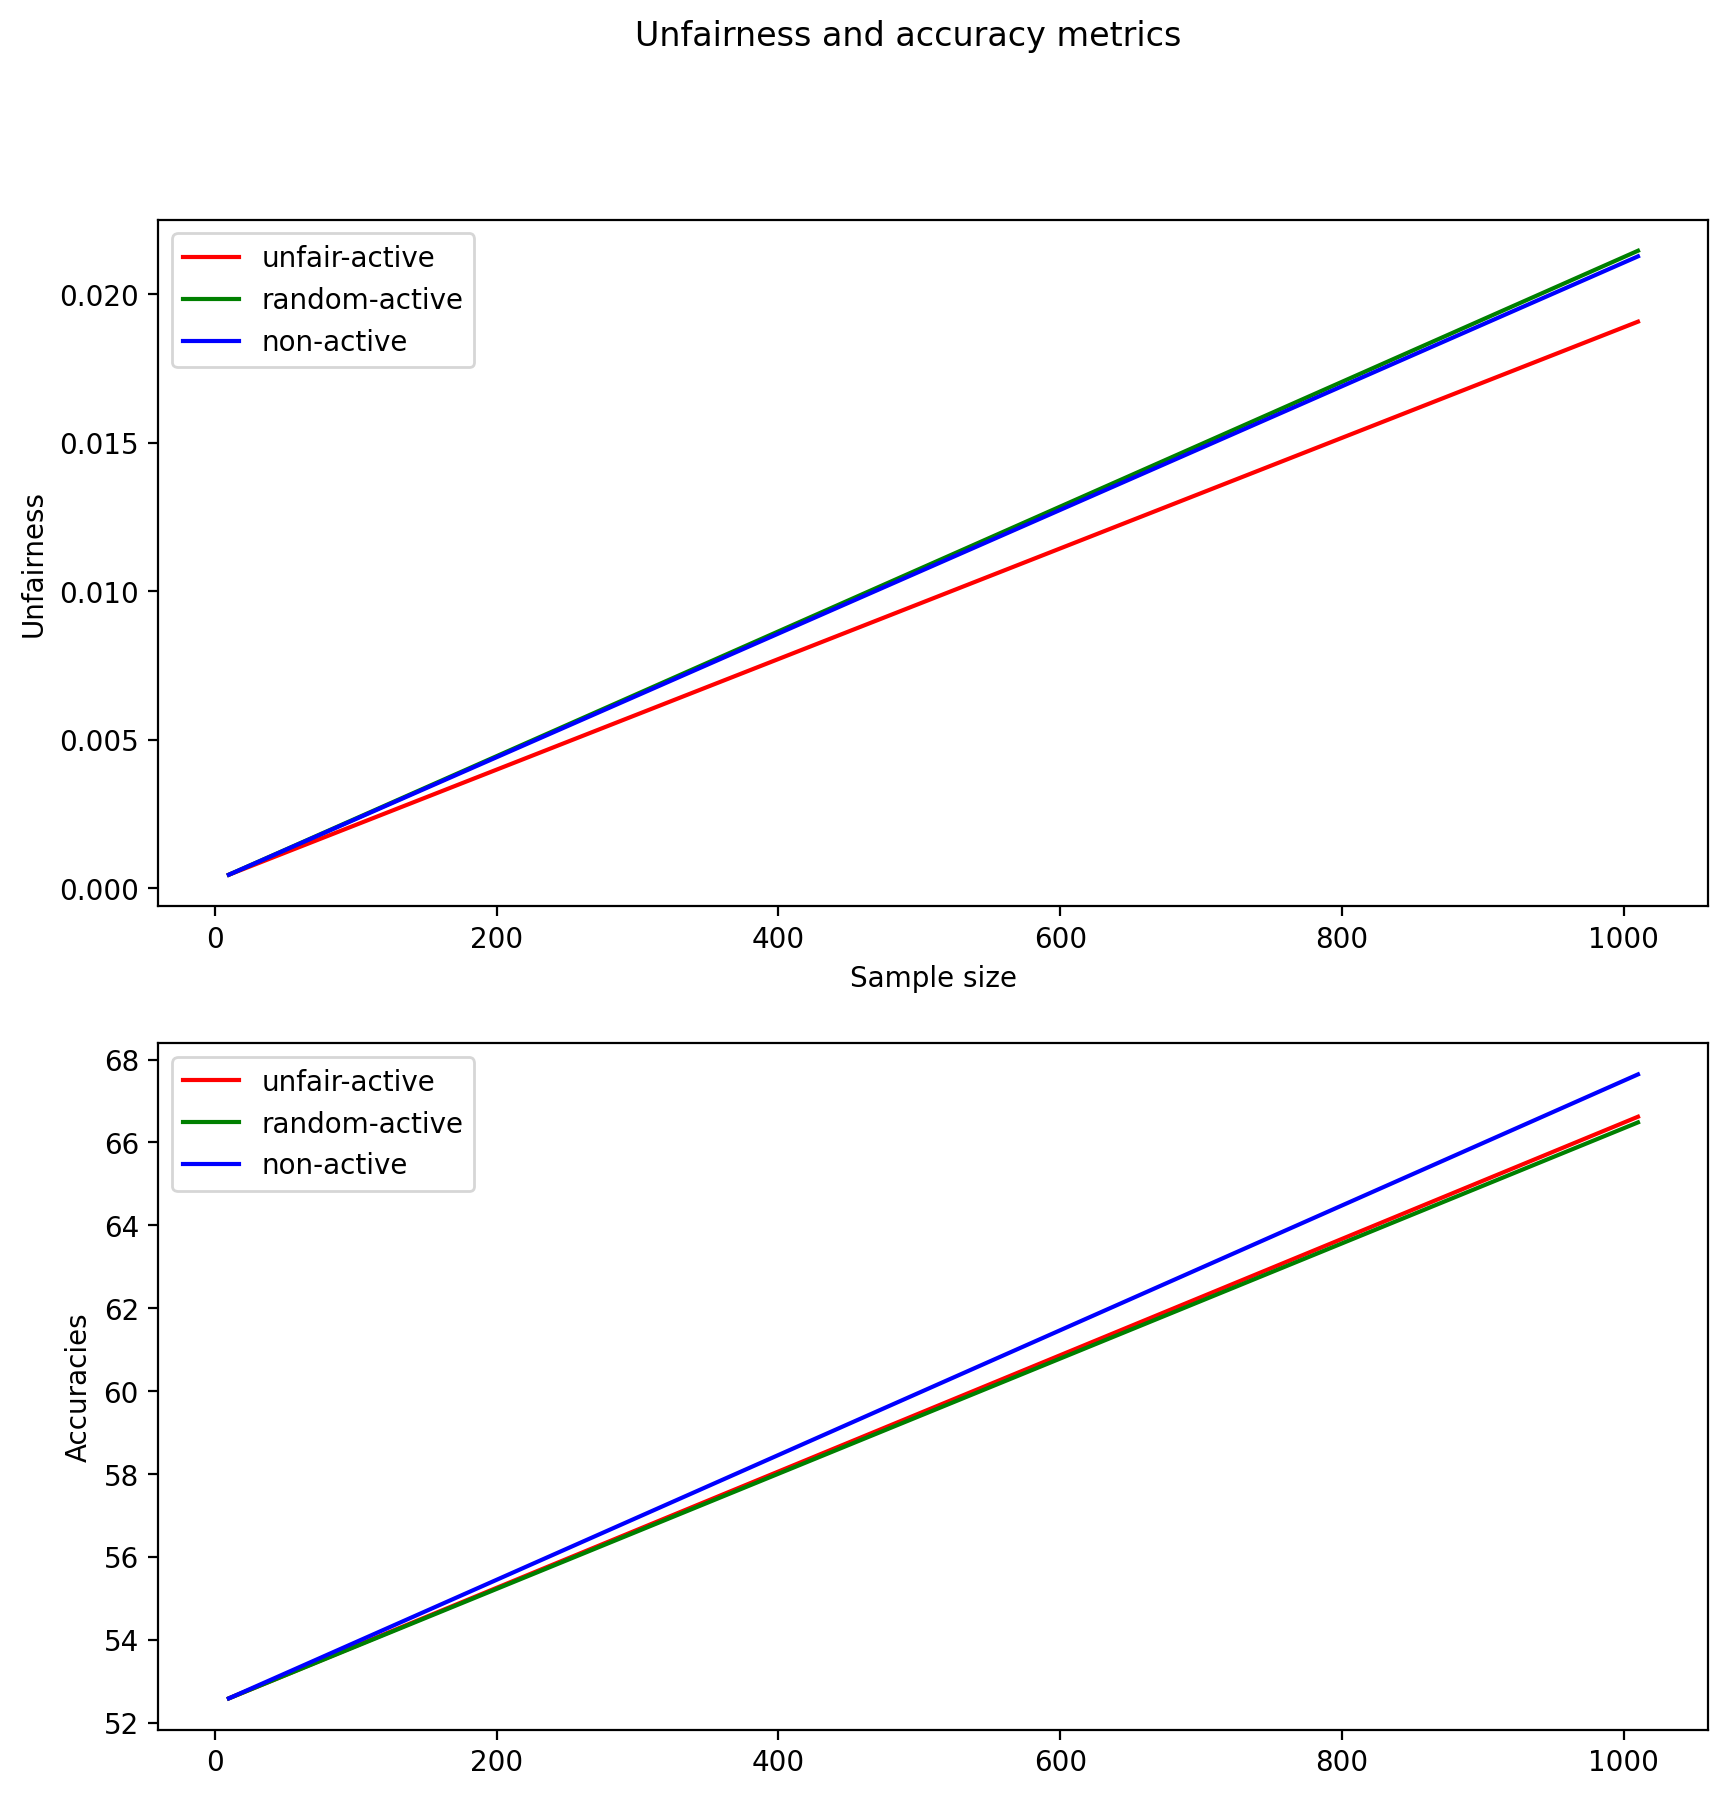 Unfairness and accuracy metrics
unfair-active
random-active
non-active
0.020
0.015
0.010
0.005
0.000
Unfairness
0 200 400 600 800 1000
Sample size
unfair-active
random-active
non-active
68
66
64
62
60
58
56
54
52
Accuracies
0 200 400 600 800 1000